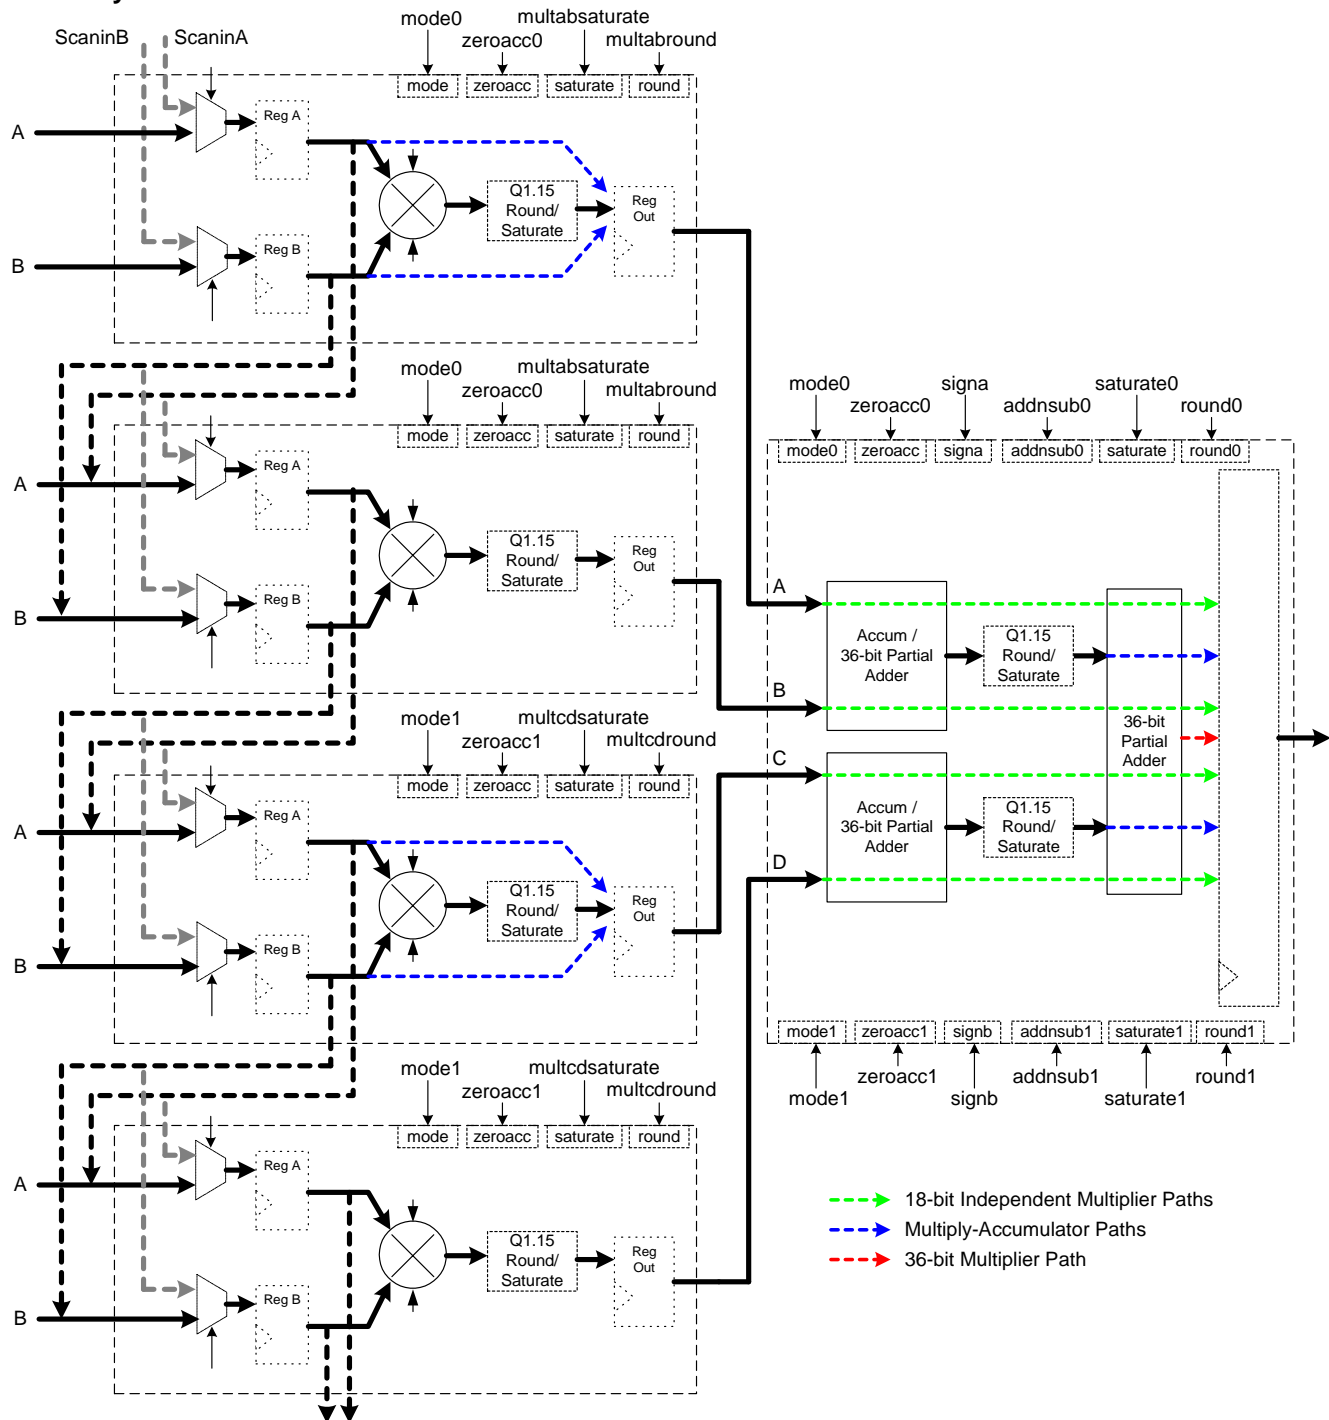 mode0
multabsaturate
zeroacc0
multabround
ScaninB
ScaninA
mode
zeroacc
saturate
round
A
Reg A
Q1.15
Round/
Saturate
Reg
Out
B
Reg B
mode0
multabsaturate
zeroacc0
multabround
mode
zeroacc
saturate
round
A
Reg A
Q1.15
Round/
Saturate
Reg
Out
B
Reg B
mode1
multcdsaturate
zeroacc1
multcdround
mode
zeroacc
saturate
round
A
Reg A
Q1.15
Round/
Saturate
Reg
Out
B
Reg B
mode1
multcdsaturate
zeroacc1
multcdround
mode
zeroacc
saturate
round
A
Reg A
Q1.15
Round/
Saturate
Reg
Out
B
Reg B
mode0
zeroacc0
signa
addnsub0
saturate0
round0
mode0
zeroacc
signa
addnsub0
saturate
round0
A
Accum /
36-bit Partial
Adder
Q1.15
Round/
Saturate
B
36-bit
Partial
Adder
C
Accum /
36-bit Partial
Adder
Q1.15
Round/
Saturate
D
mode1
zeroacc1
signb
addnsub1
saturate1
round1
mode1
zeroacc1
signb
addnsub1
saturate1
round1
18-bit Independent Multiplier Paths
Multiply-Accumulator Paths
36-bit Multiplier Path